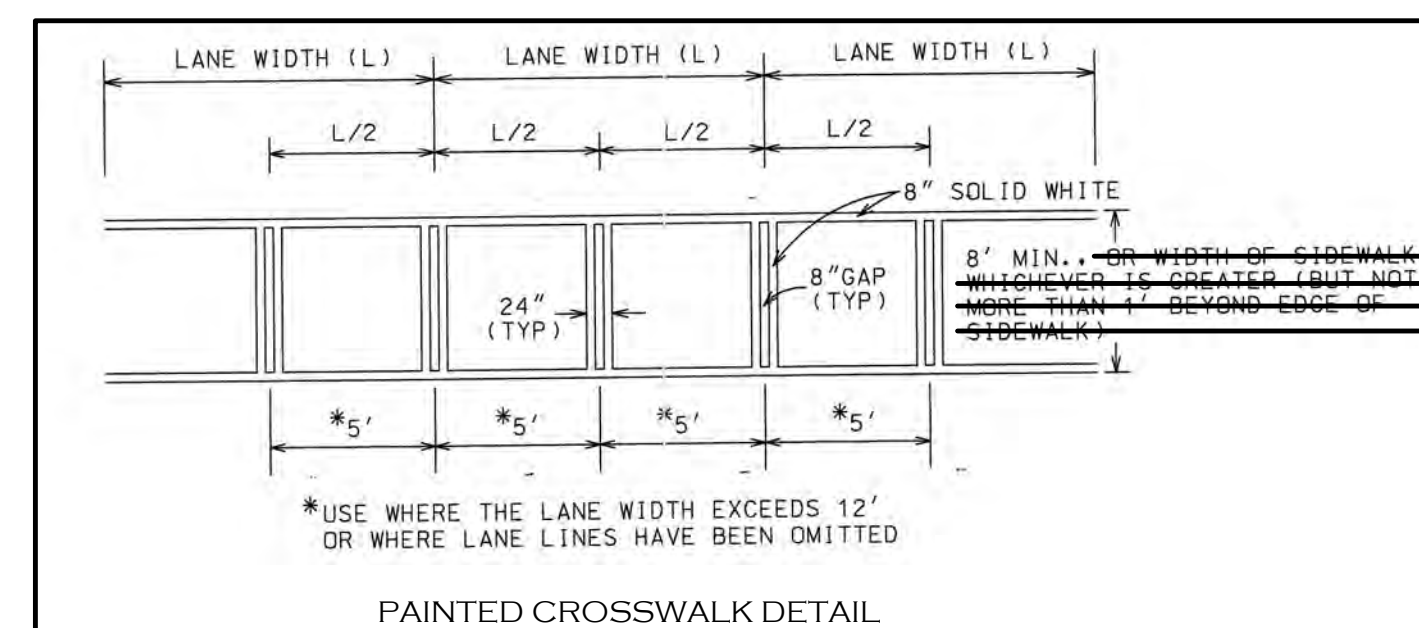 LANE WIDTH (L) LANE WIDTH (L) LANE WIDTH (L)
L/2 L/2 L/2 L/2
8" SOLID WHITE
8' MIN., OR WIDTH OF SIDEWALK
WHICHEVER IS GREATER (BUT NOT
MORE THAN 1' BEYOND EDGE OF
SIDEWALK)
8"GAP
(TYP)
24"
(TYP)
*5' *5' *5' *5'
*USE WHERE THE LANE WIDTH EXCEEDS 12'
OR WHERE LANE LINES HAVE BEEN OMITTED
PAINTED CROSSWALK DETAIL